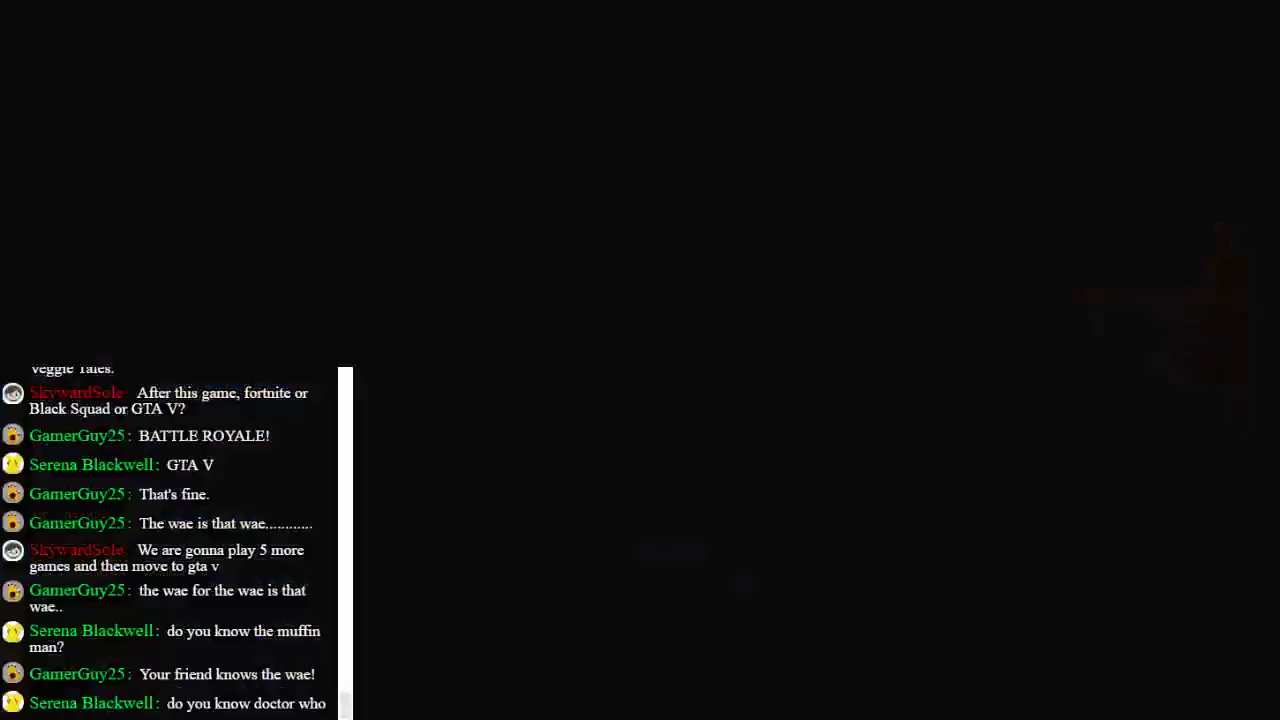 Veggie Tales.
SkywardSole: After this game, fortnite or
Black Squad or GTA V?
GamerGuy25: BATTLE ROYALE!
Serena Blackwell: GTA V
GamerGuy25: That's fine.
GamerGuy25: The wae is that wae............
SkywardSole: We are gonna play 5 more
games and then move to gta v
GamerGuy25: the wae for the wae is that
wae..
Serena Blackwell: do you know the muffin
man?
GamerGuy25: Your friend knows the wae!
Serena Blackwell: do you know doctor who